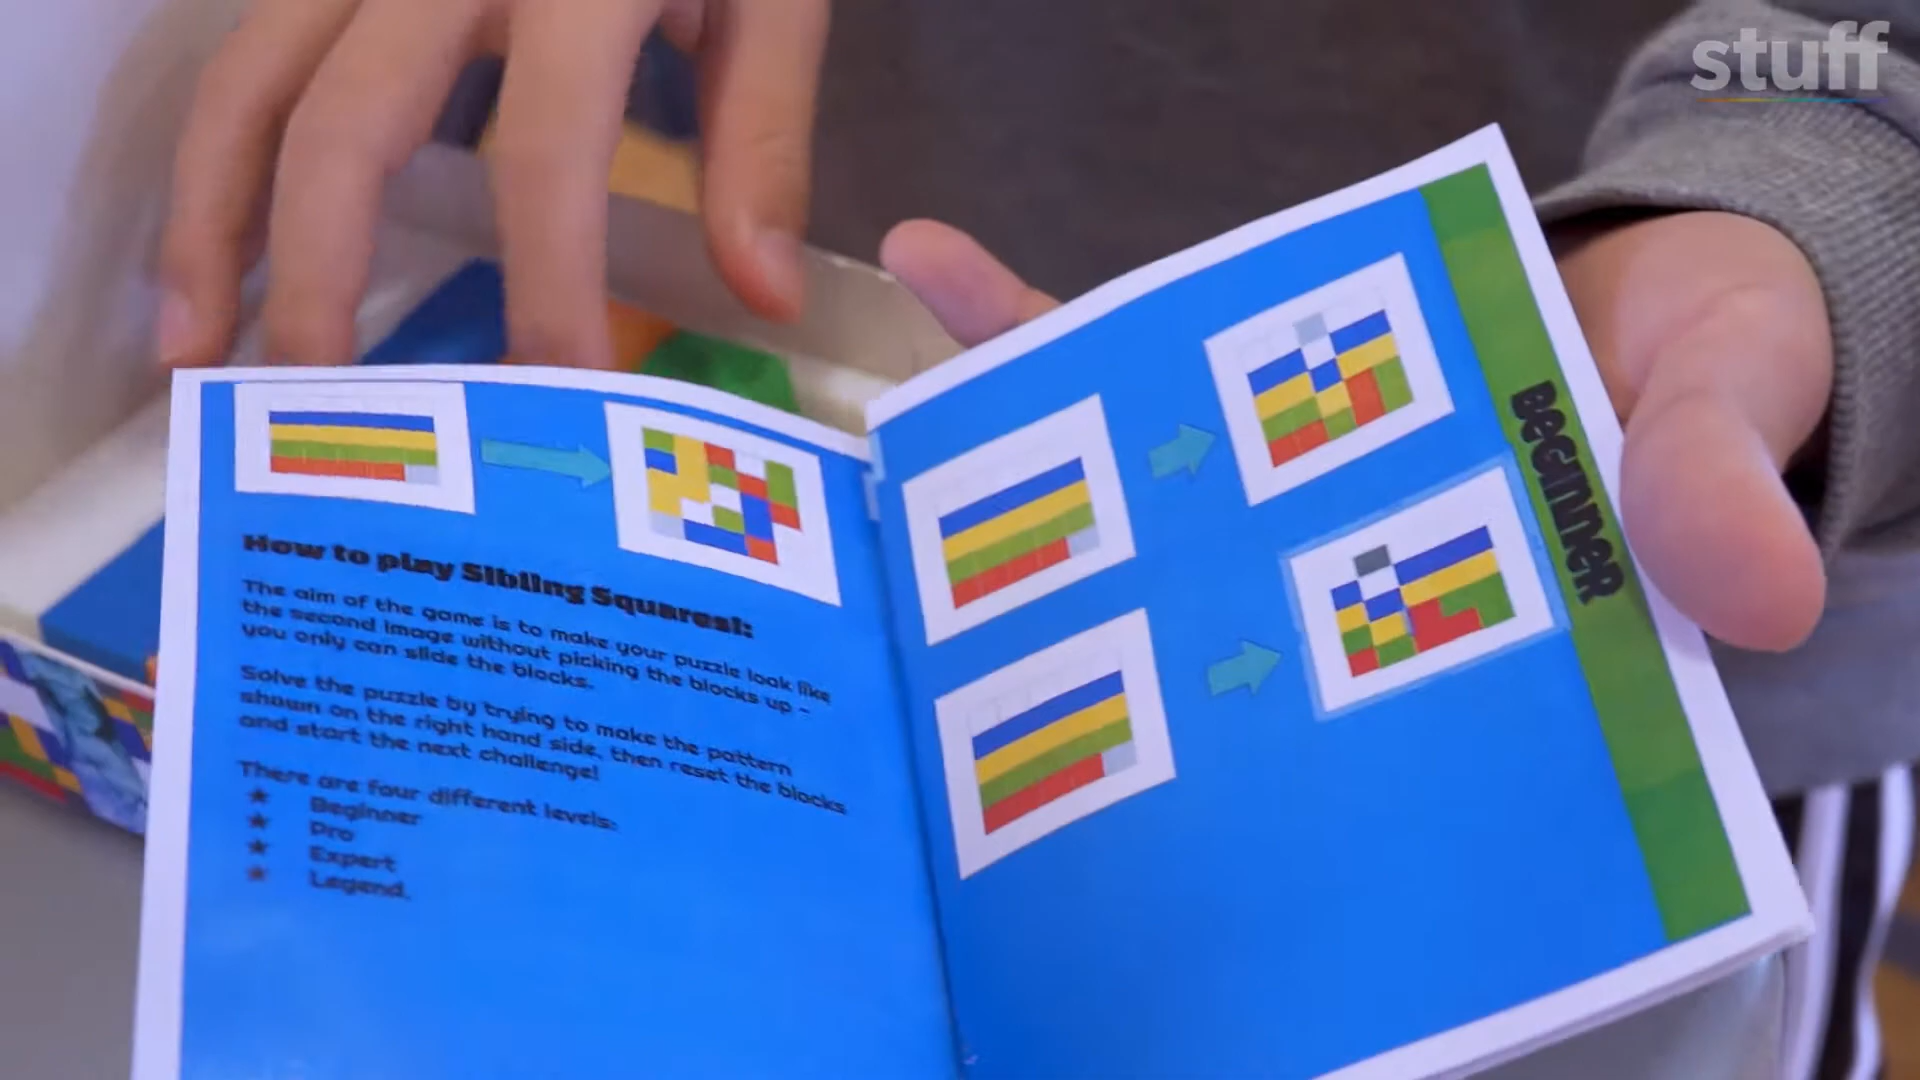 stuff
How to play Sibling Squares!:
The aim of the game is to make your puzzle look like
the second image without picking the blocks up -
you only can slide the blocks.
Solve the puzzle by trying to make the pattern
shown on the right hand side, then reset the blocks
and start the next challenge!
There are four different levels:
★ Beginner
★ Pro
★ Expert
★ Legend.
BEGINNER